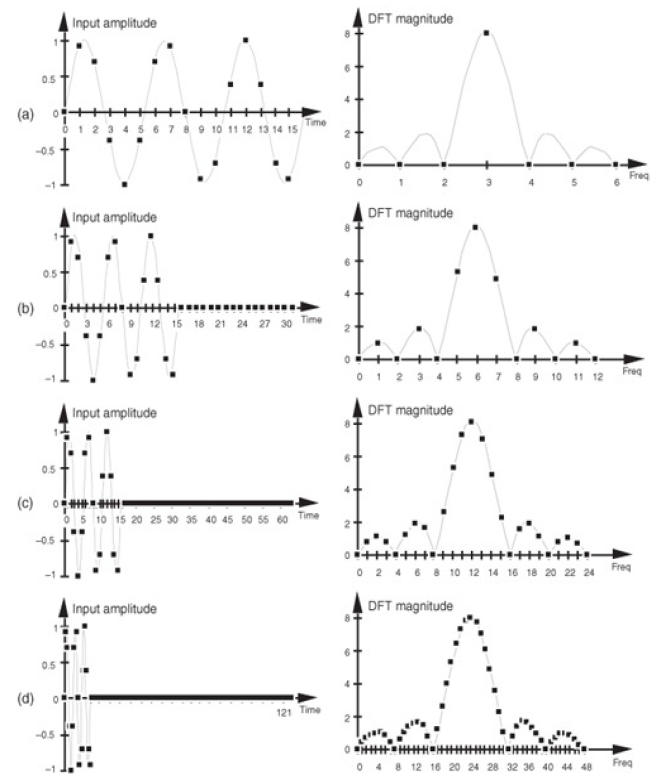 Input amplitude
1
0.5
0
−0.5
−1
0 1 2 3 4 5 6 7 8 9 10 11 12 13 14 15
Time
(a)
DFT magnitude
8
6
4
2
0
0 1 2 3 4 5 6
Freq
Input amplitude
1
0.5
0
−0.5
−1
0 3 6 9 12 15 18 21 24 27 30
Time
(b)
DFT magnitude
8
6
4
2
0
0 1 2 3 4 5 6 7 8 9 10 11 12
Freq
Input amplitude
1
0.5
0
−0.5
−1
0 5 10 15 20 25 30 35 40 45 50 55 60
Time
(c)
DFT magnitude
8
6
4
2
0
0 2 4 6 8 10 12 14 16 18 20 22 24
Freq
Input amplitude
1
0.5
0
−0.5
−1
121
Time
(d)
DFT magnitude
8
6
4
2
0
0 4 8 12 16 20 24 28 32 36 40 44 48
Freq